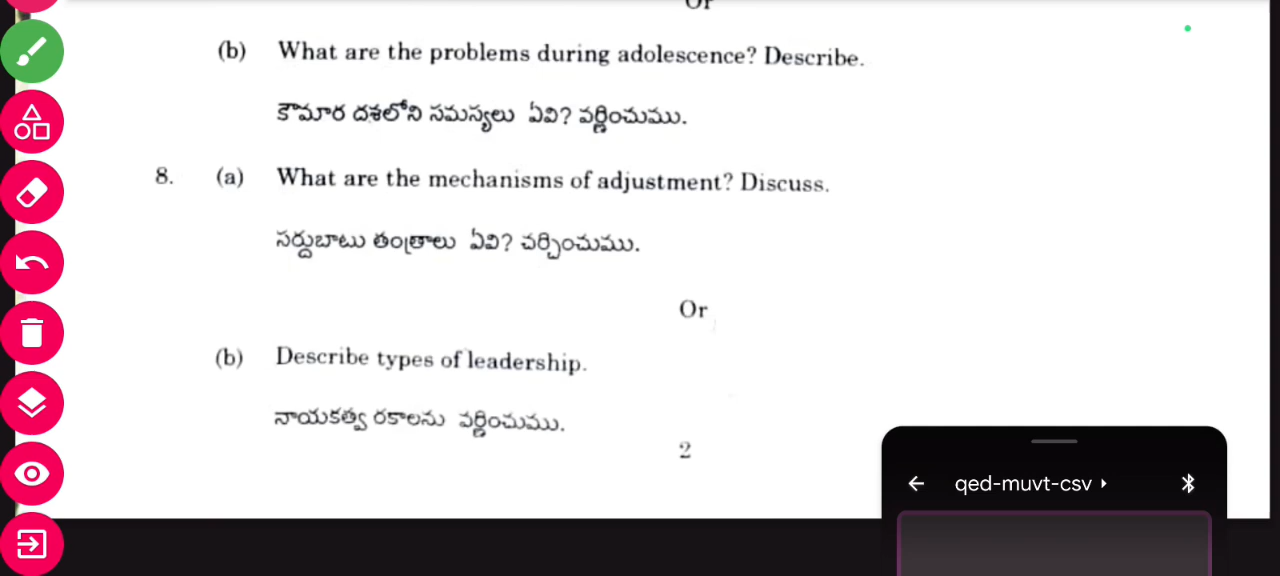 Or
(b) What are the problems during adolescence? Describe.
కౌమార దశలోని సమస్యలు ఏవి? వర్ణించుము.
8. (a) What are the mechanisms of adjustment? Discuss.
సర్దుబాటు తంత్రాలు ఏవి? చర్చించుము.
Or
(b) Describe types of leadership.
నాయకత్వ రకాలను వర్ణించుము.
2
qed-muvt-csv